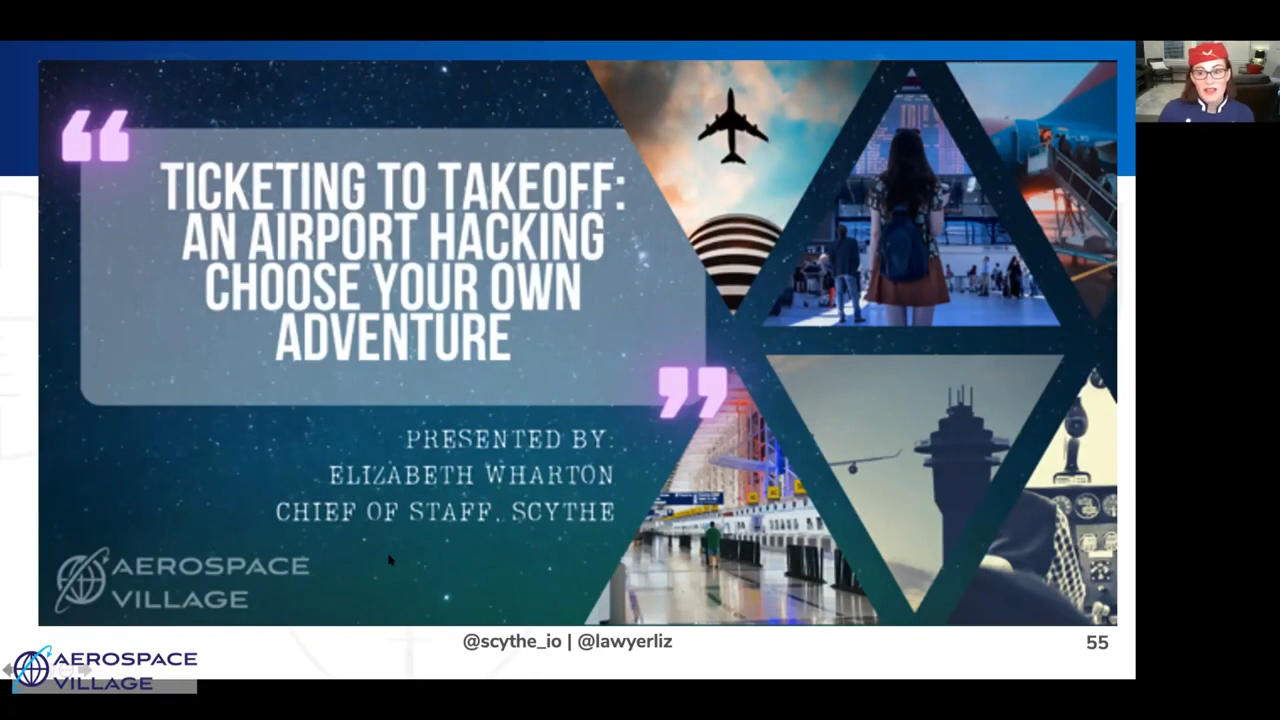 TICKETING TO TAKEOFF:
AN AIRPORT HACKING
CHOOSE YOUR OWN
ADVENTURE
PRESENTED BY:
ELIZABETH WHARTON
CHIEF OF STAFF, SCYTHE
AEROSPACE
VILLAGE
@scythe_io | @lawyerliz
55
AEROSPACE
VILLAGE